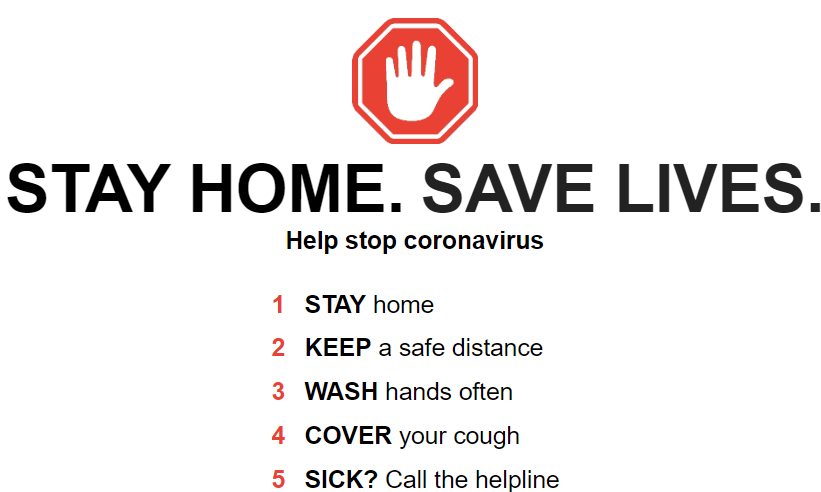 STAY HOME. SAVE LIVES.
Help stop coronavirus
1 STAY home
2 KEEP a safe distance
3 WASH hands often
4 COVER your cough
5 SICK? Call the helpline